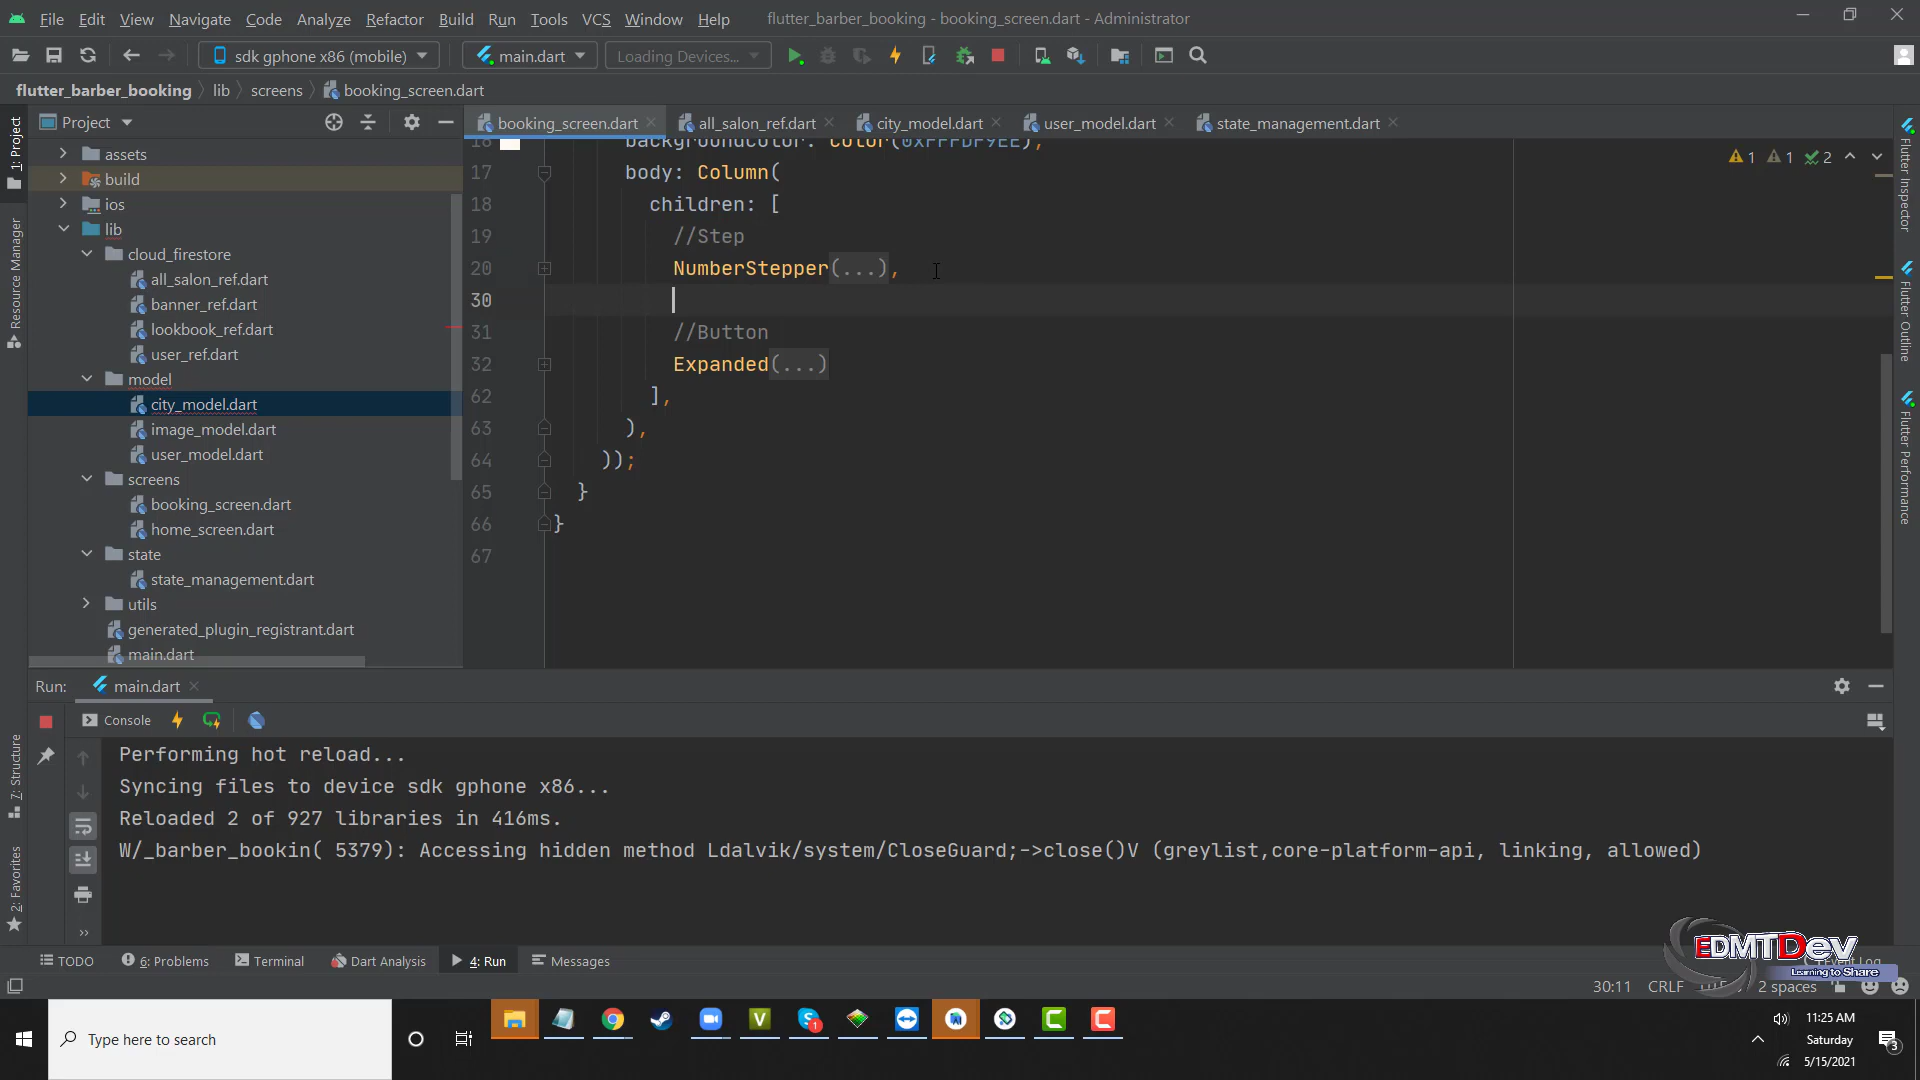 File Edit View Navigate Code Analyze Refactor Build Run Tools VCS Window Help flutter_barber_booking - booking_screen.dart - Administrator
sdk gphone x86 (mobile) main.dart Loading Devices...
flutter_barber_booking lib screens booking_screen.dart
Project
booking_screen.dart all_salon_ref.dart city_model.dart user_model.dart state_management.dart
1: Project
Resource Manager
7: Structure
2: Favorites
assets
build
ios
lib
cloud_firestore
all_salon_ref.dart
banner_ref.dart
lookbook_ref.dart
user_ref.dart
model
city_model.dart
image_model.dart
user_model.dart
screens
booking_screen.dart
home_screen.dart
state
state_management.dart
utils
generated_plugin_registrant.dart
main.dart
16 backgroundColor: Color(0xFFFDF9EE),
17 body: Column(
18 children: [
19 //Step
20 NumberStepper(...),
30
31 //Button
32 Expanded(...)
62 ],
63 ),
64 ));
65 }
66 }
67
1 1 2
Flutter Inspector
Flutter Outline
Flutter Performance
Run: main.dart
Console
Performing hot reload...
Syncing files to device sdk gphone x86...
Reloaded 2 of 927 libraries in 416ms.
W/_barber_bookin( 5379): Accessing hidden method Ldalvik/system/CloseGuard;->close()V (greylist,core-platform-api, linking, allowed)
TODO 6: Problems Terminal Dart Analysis 4: Run Messages
EDMTDev
Learning to Share
30:11 CRLF 2 spaces
Type here to search
1
11:25 AM
Saturday
5/15/2021
3